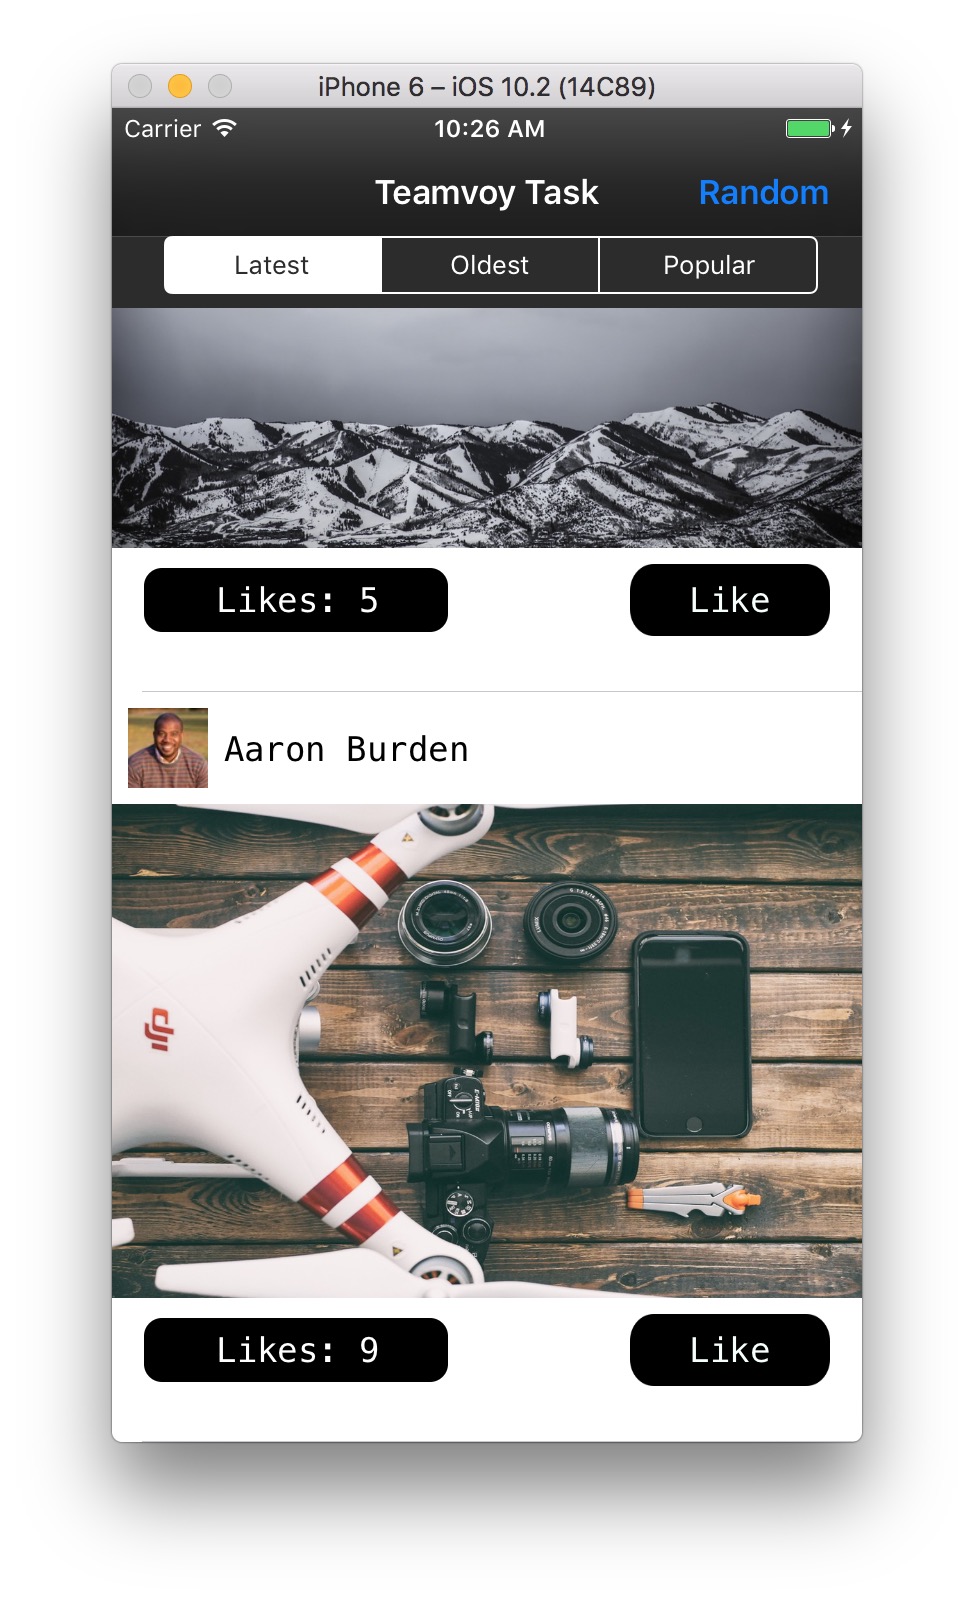 iPhone 6 – iOS 10.2 (14C89)
Carrier 10:26 AM
Teamvoy Task Random
Latest Oldest Popular
Likes: 5 Like
Aaron Burden
dji
Likes: 9 Like